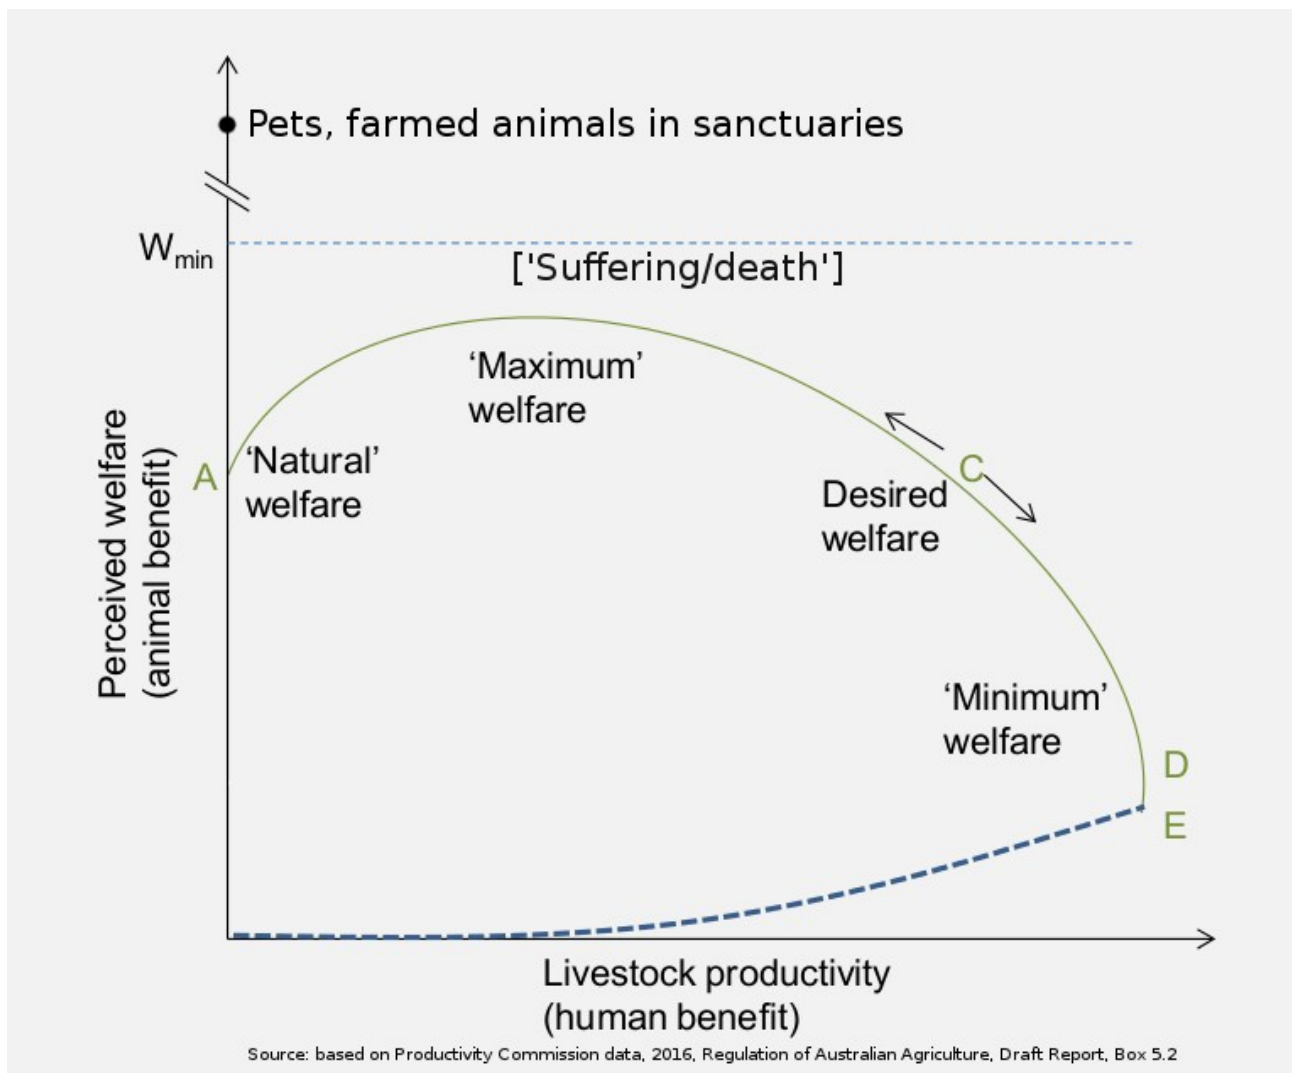 Pets, farmed animals in sanctuaries
Wmin
['Suffering/death']
‘Maximum’
welfare
A
‘Natural’
welfare
C
Desired
welfare
Perceived welfare
(animal benefit)
‘Minimum’
welfare
D
E
Livestock productivity
(human benefit)
Source: based on Productivity Commission data, 2016, Regulation of Australian Agriculture, Draft Report, Box 5.2